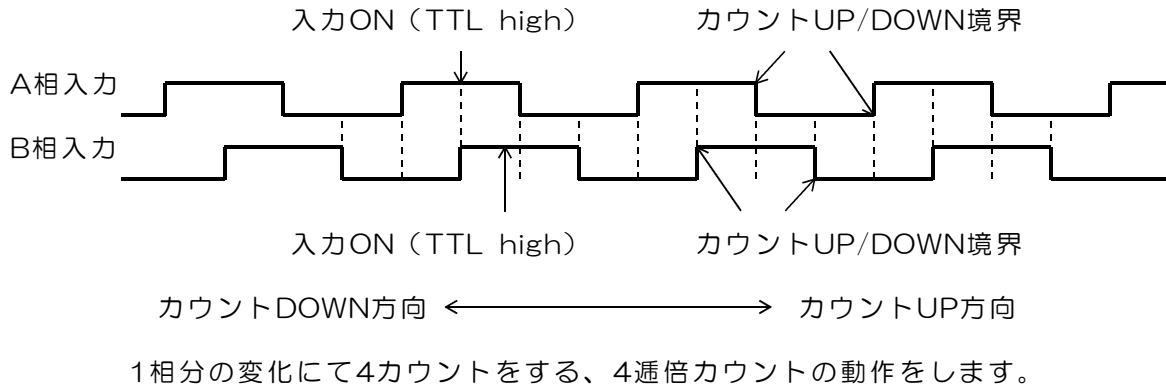 入力ON（TTL high） カウントUP/DOWN境界
A相入力
B相入力
入力ON（TTL high） カウントUP/DOWN境界
カウントDOWN方向 カウントUP方向
1相分の変化にて4カウントをする、4逓倍カウントの動作をします。